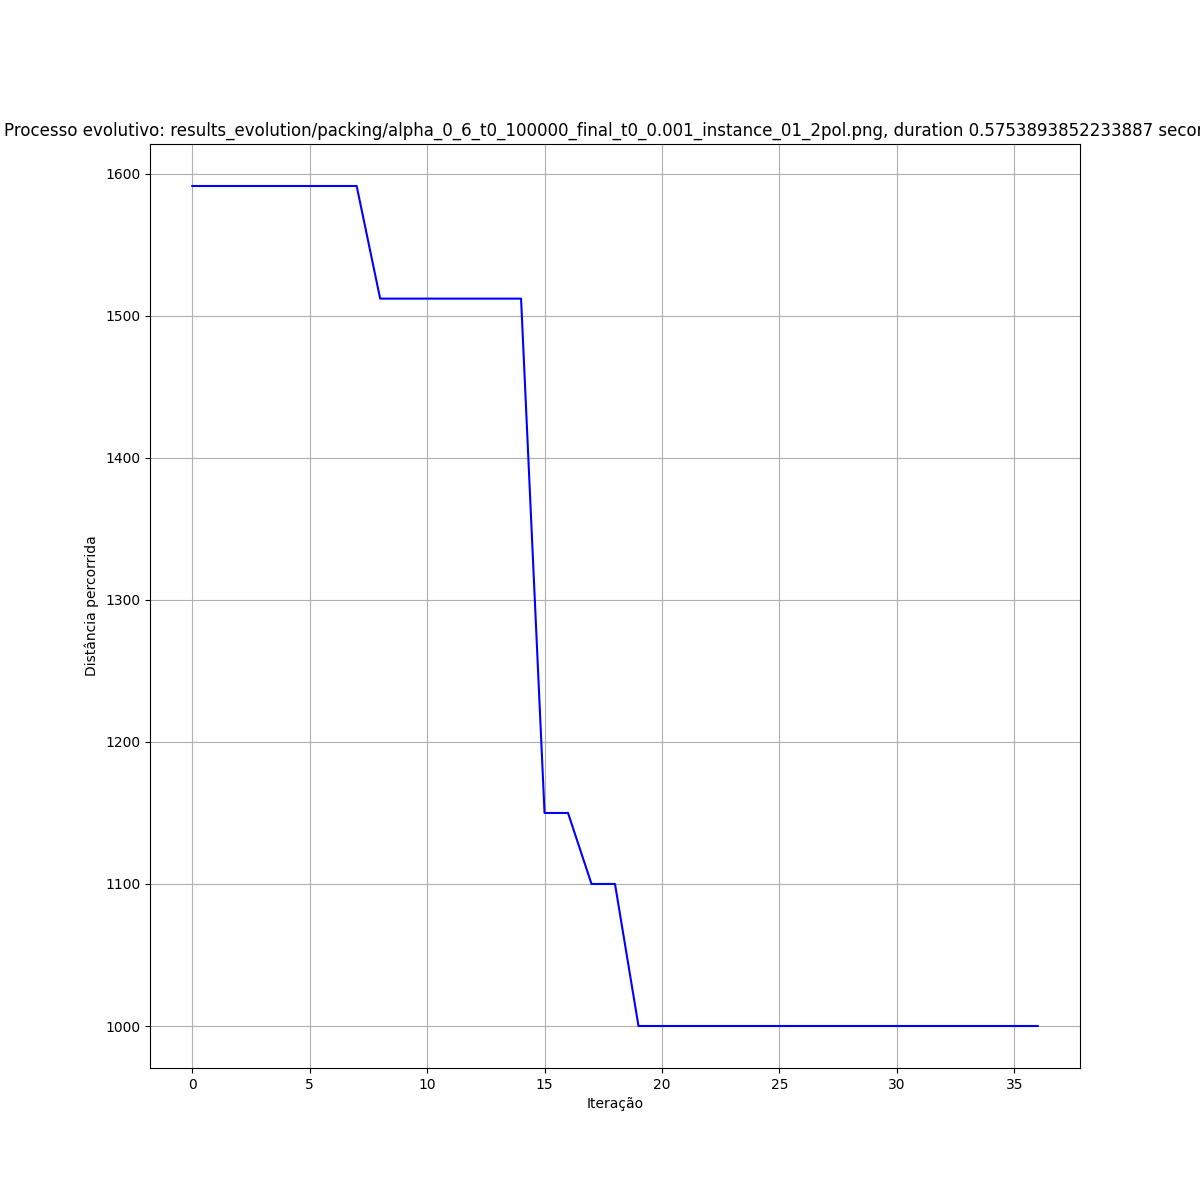 Processo evolutivo: results_evolution/packing/alpha_0_6_t0_100000_final_t0_0.001_instance_01_2pol.png, duration 0.5753893852233887
1600
1500
1400
1300
1200
1100
1000
Distância percorrida
0 5 10 15 20 25 30 35
Iteração